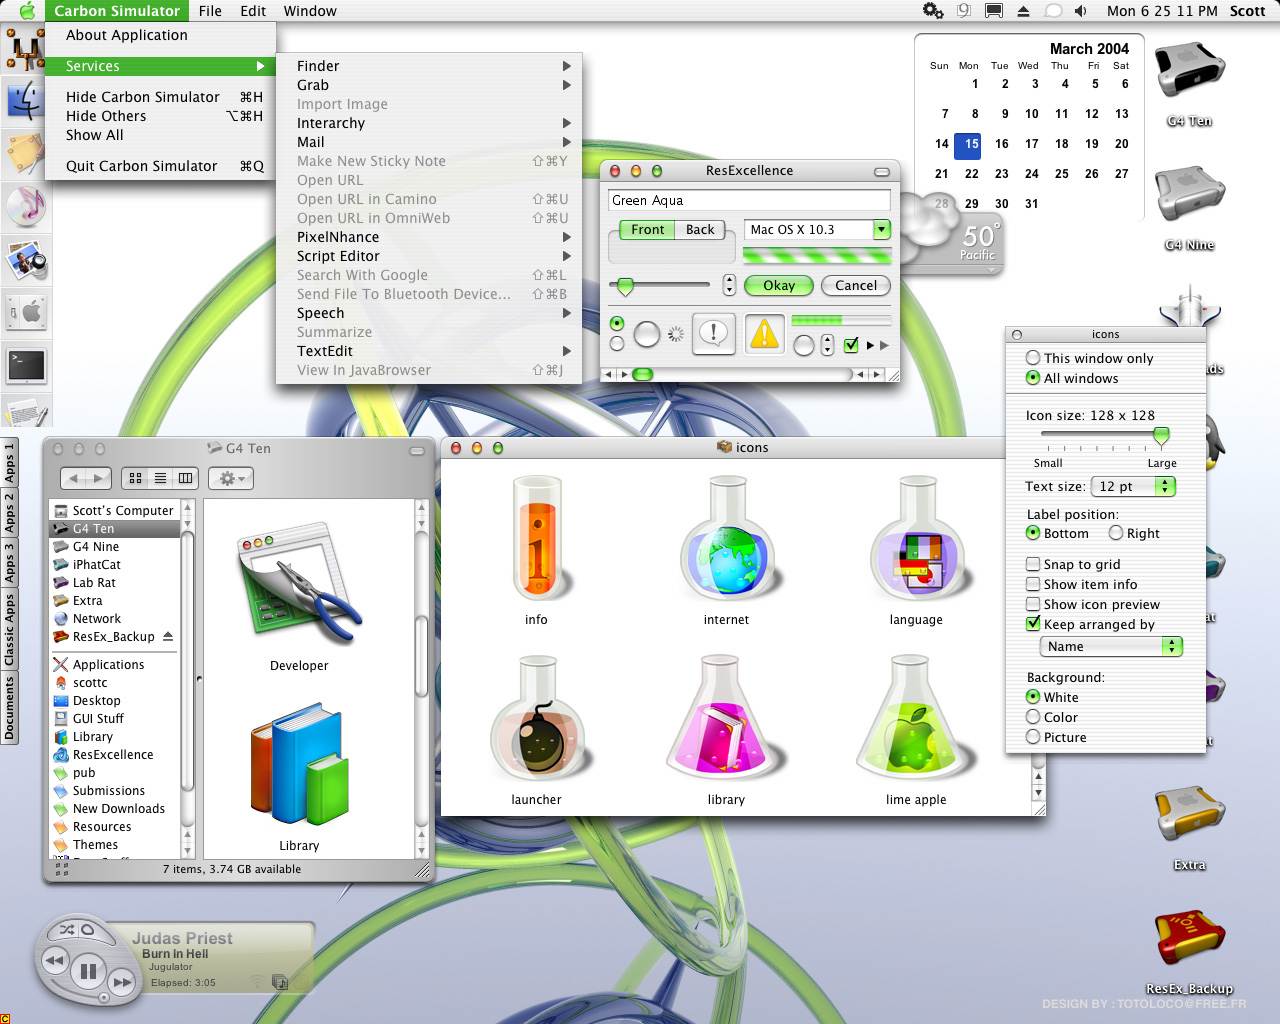 Carbon Simulator File Edit Window
Mon 6 25 11 PM Scott
About Application
Services
Hide Carbon Simulator ⌘H
Hide Others ⌥⌘H
Show All
Quit Carbon Simulator ⌘Q
Finder
Grab
Import Image
Interarchy
Mail
Make New Sticky Note ⇧⌘Y
Open URL
Open URL in Camino ⇧⌘U
Open URL in OmniWeb ⇧⌘U
PixelNhance
Script Editor
Search With Google ⇧⌘L
Send File To Bluetooth Device... ⇧⌘B
Speech
Summarize
TextEdit
View In JavaBrowser ⇧⌘J
ResExcellence
Green Aqua
Front Back
Mac OS X 10.3
Okay Cancel
March 2004
Sun Mon Tue Wed Thu Fri Sat
1 2 3 4 5 6
7 8 9 10 11 12 13
14 15 16 17 18 19 20
21 22 23 24 25 26 27
28 29 30 31
50°
Pacific
G4 Ten
G4 Nine
Extra
ResEx_Backup
icons
This window only
All windows
Icon size: 128 x 128
Small Large
Text size: 12 pt
Label position:
Bottom Right
Snap to grid
Show item info
Show icon preview
Keep arranged by
Name
Background:
White
Color
Picture
Apps 1
Apps 2
Apps 3
Classic Apps
Documents
G4 Ten
Scott's Computer
G4 Ten
G4 Nine
iPhatCat
Lab Rat
Extra
Network
ResEx_Backup
Applications
scottc
Desktop
GUI Stuff
Library
ResExcellence
pub
Submissions
New Downloads
Resources
Themes
Developer
Library
7 items, 3.74 GB available
icons
info
internet
language
launcher
library
lime apple
Judas Priest
Burn In Hell
Jugulator
Elapsed: 3:05
DESIGN BY : TOTOLOCO@FREE.FR